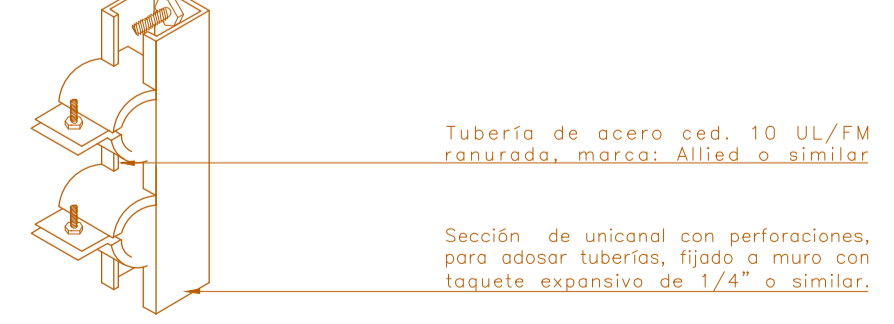 Tubería de acero ced. 10 UL/FM
ranurada, marca: Allied o similar
Sección de unicanal con perforaciones,
para adosar tuberías, fijado a muro con
taquete expansivo de 1/4" o similar.